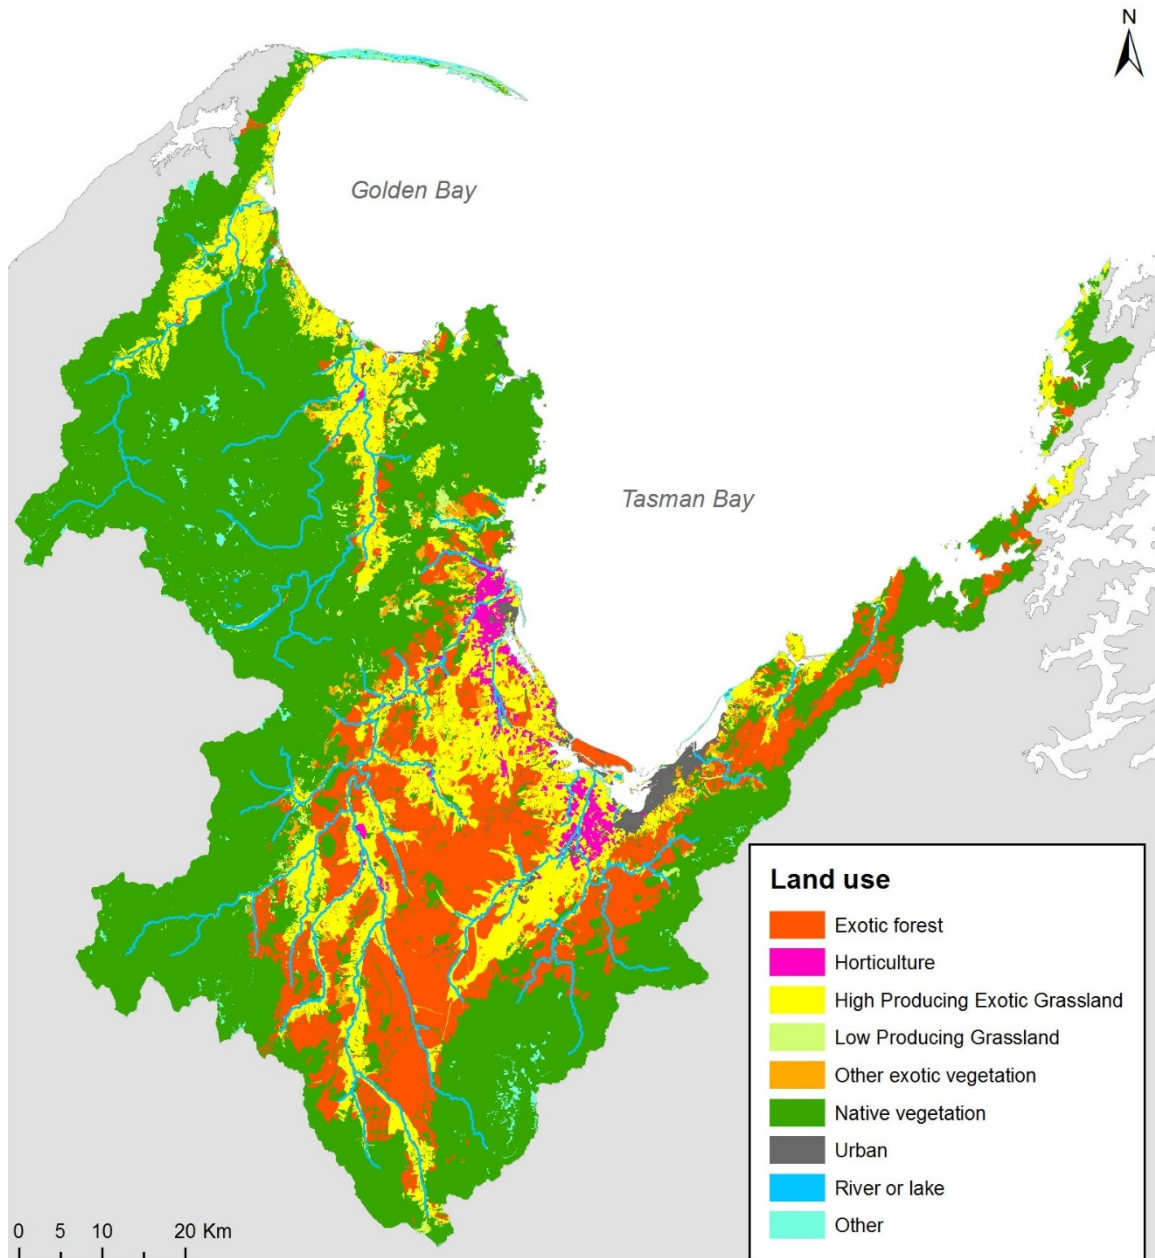 N
Golden Bay
Tasman Bay
Land use
Exotic forest
Horticulture
High Producing Exotic Grassland
Low Producing Grassland
Other exotic vegetation
Native vegetation
Urban
River or lake
Other
0 5 10 20 Km